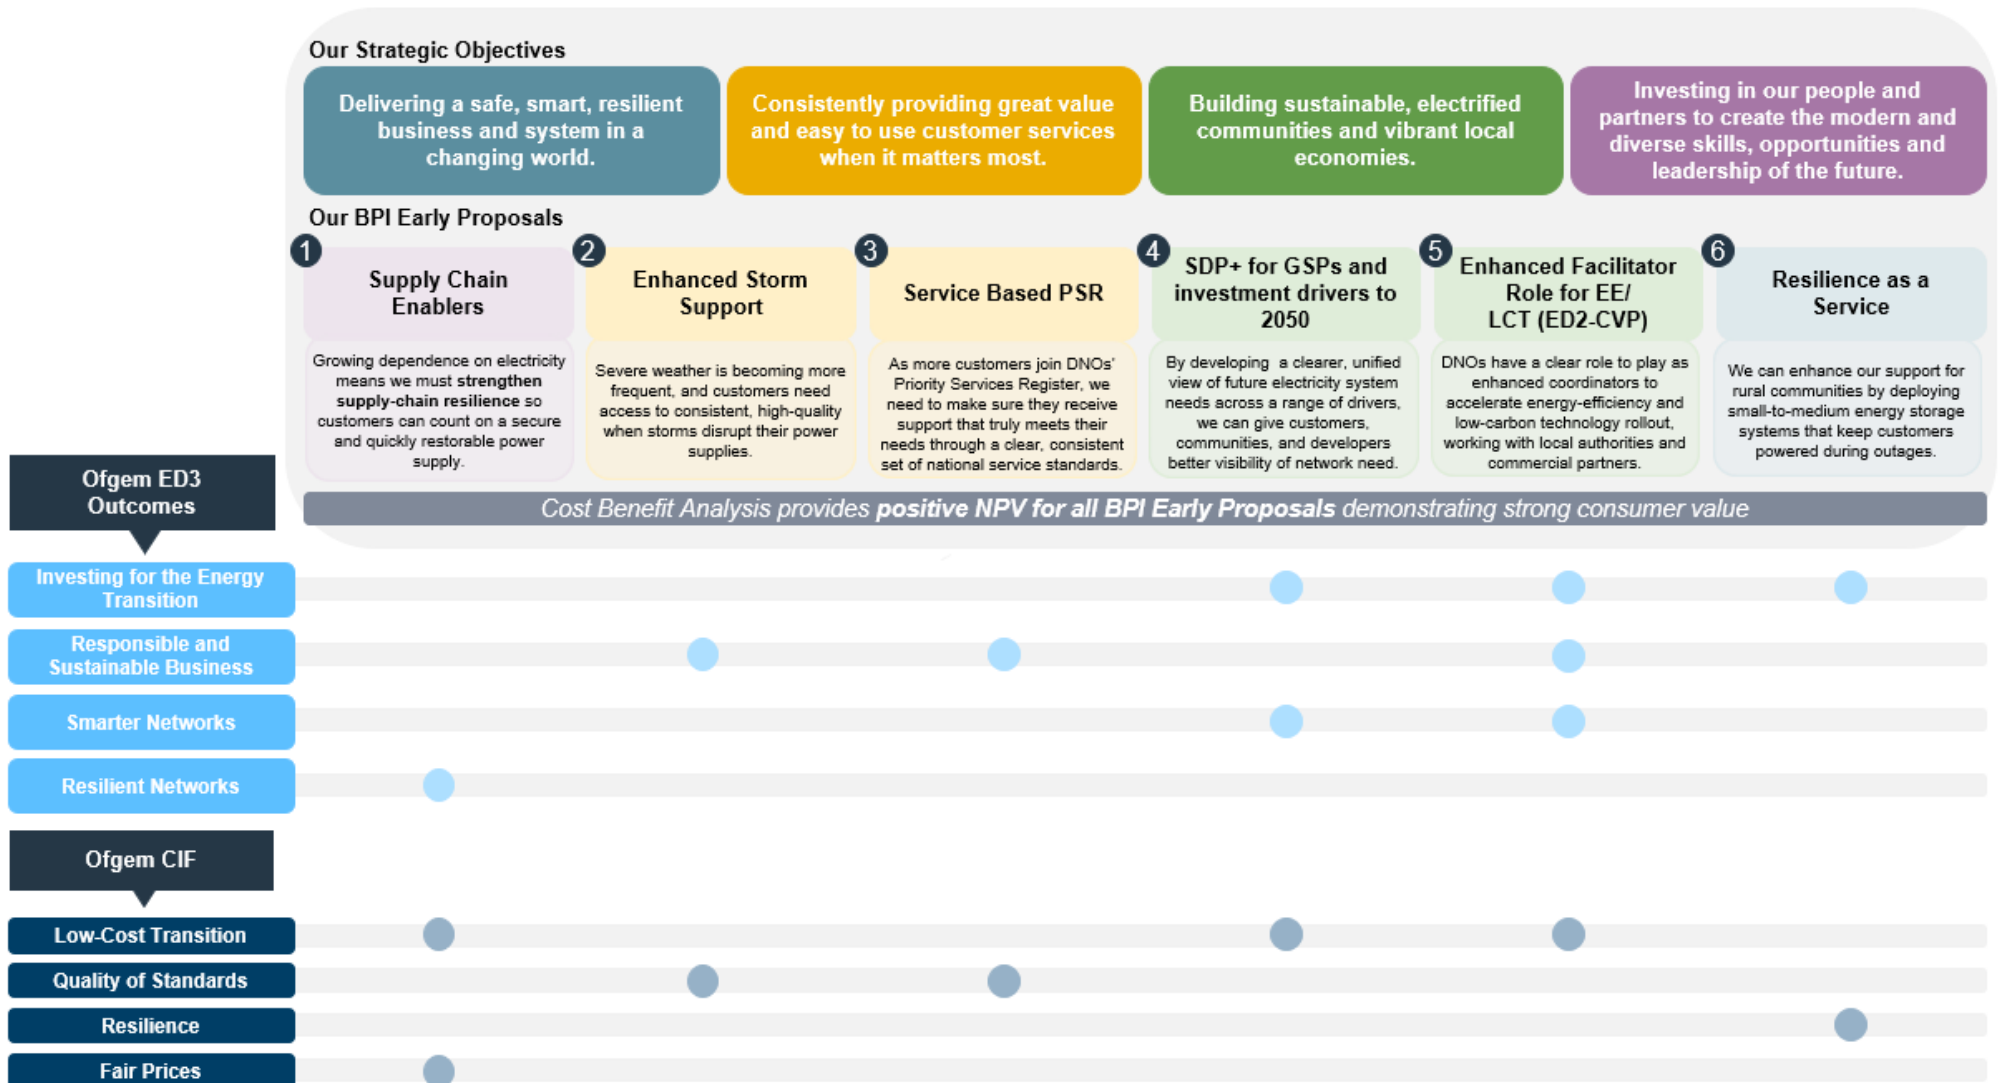 Our Strategic Objectives
Delivering a safe, smart, resilient
business and system in a
changing world.
Consistently providing great value
and easy to use customer services
when it matters most.
Building sustainable, electrified
communities and vibrant local
economies.
Investing in our people and
partners to create the modern and
diverse skills, opportunities and
leadership of the future.
Our BPI Early Proposals
1
Supply Chain
Enablers
Growing dependence on electricity
means we must strengthen
supply-chain resilience so
customers can count on a secure
and quickly restorable power
supply.
2
Enhanced Storm
Support
Severe weather is becoming more
frequent, and customers need
access to consistent, high-quality
when storms disrupt their power
supplies.
3
Service Based PSR
As more customers join DNOs'
Priority Services Register, we
need to make sure they receive
support that truly meets their
needs through a clear, consistent
set of national service standards.
4
SDP+ for GSPs and
investment drivers to
2050
By developing a clearer, unified
view of future electricity system
needs across a range of drivers,
we can give customers,
communities, and developers
better visibility of network need.
5
Enhanced Facilitator
Role for EE/
LCT (ED2-CVP)
DNOs have a clear role to play as
enhanced coordinators to
accelerate energy-efficiency and
low-carbon technology rollout,
working with local authorities and
commercial partners.
6
Resilience as a
Service
We can enhance our support for
rural communities by deploying
small-to-medium energy storage
systems that keep customers
powered during outages.
Cost Benefit Analysis provides positive NPV for all BPI Early Proposals demonstrating strong consumer value
Ofgem ED3
Outcomes
Investing for the Energy
Transition
Responsible and
Sustainable Business
Smarter Networks
Resilient Networks
Ofgem CIF
Low-Cost Transition
Quality of Standards
Resilience
Fair Prices